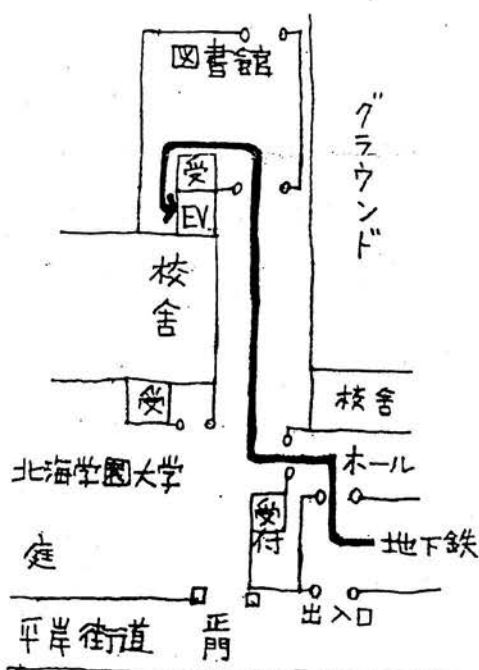 図書館
グラウンド
受
EV.
校舎
受
校舎
北海学園大学
ホール
受付
庭
地下鉄
出入口
平岸街道
正門